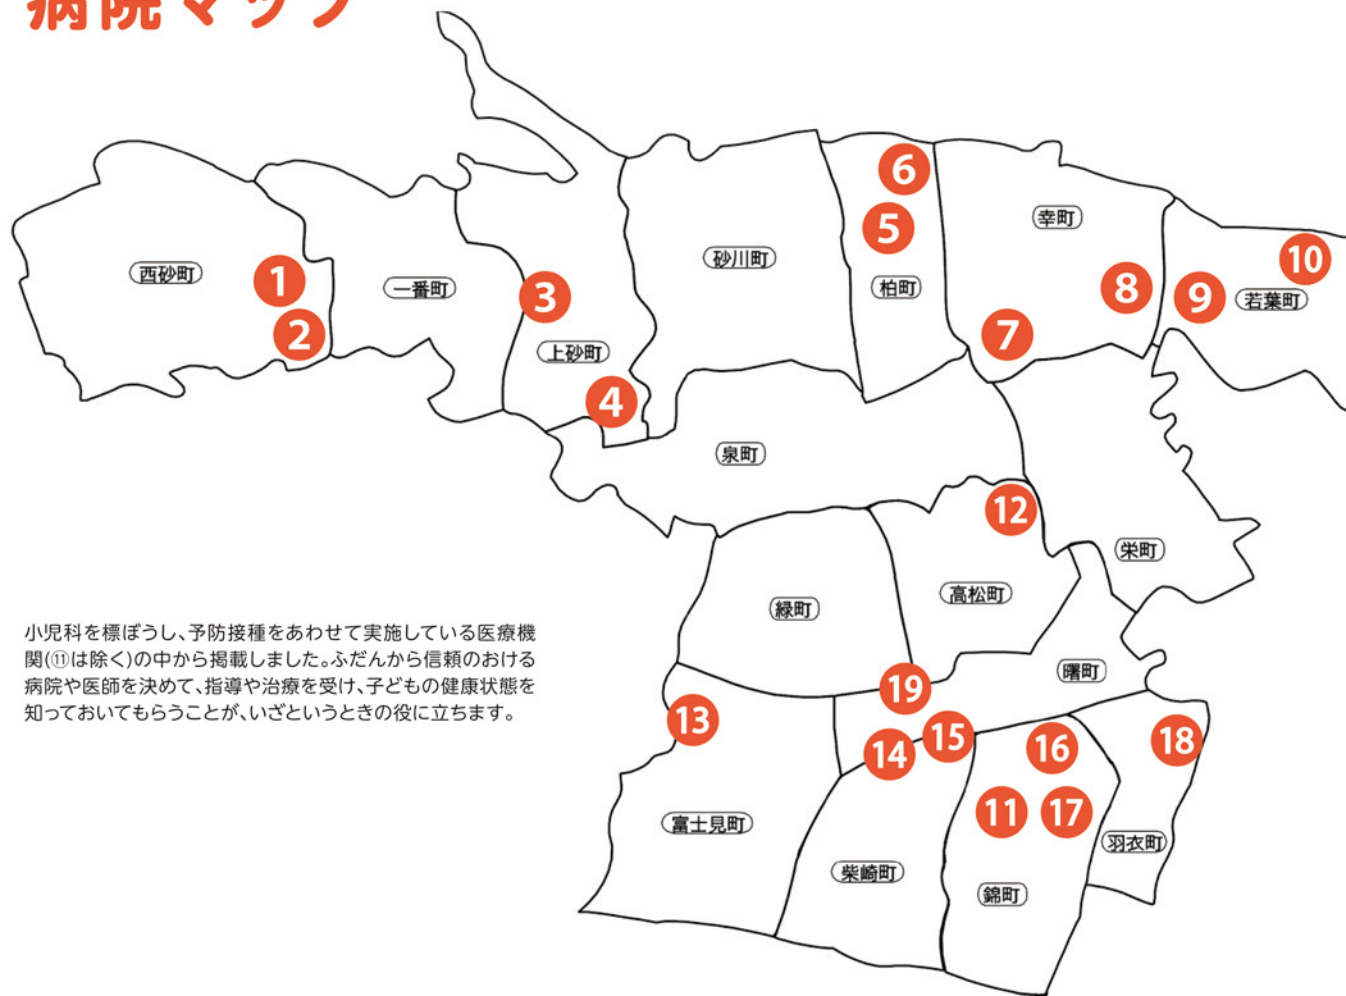 病院マップ
6
5
幸町
10
砂川町
西砂町
1
一番町
3
柏町
8
9
若葉町
2
7
上砂町
4
泉町
12
栄町
高松町
緑町
小児科を標ぼうし、予防接種をあわせて実施している医療機
関(⑪は除く)の中から掲載しました。ふだんから信頼のおける
病院や医師を決めて、指導や治療を受け、子どもの健康状態を
知っておいてもらうことが、いざというときの役に立ちます。
曙町
19
13
15
14
16
18
11
17
富士見町
羽衣町
柴崎町
錦町